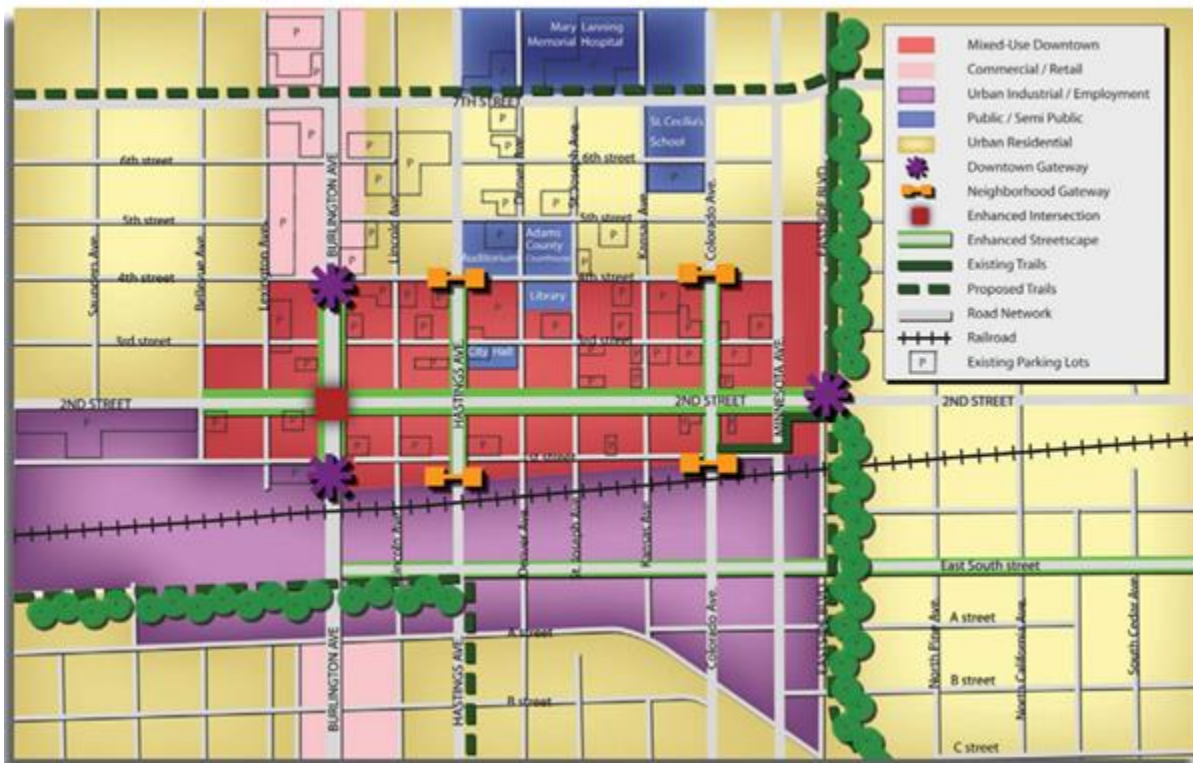 Mary Lanning
Memorial Hospital
Mixed-Use Downtown
Commercial / Retail
Urban Industrial / Employment
Public / Semi Public
Urban Residential
Downtown Gateway
Neighborhood Gateway
Enhanced Intersection
Enhanced Streetscape
Existing Trails
Proposed Trails
Road Network
Railroad
P Existing Parking Lots
7TH STREET
St. Cecilia's
School
6th street
6th street
5th street
5th street
BURLINGTON AVE.
Lincoln Ave.
St. Joseph Ave.
Kansas Ave.
Colorado Ave.
EASTSIDE BLVD.
Saunders Ave.
Bellevue Ave.
Lexington Ave.
Auditorium
Adams
County
Courthouse
4th street
4th street
Library
3rd street
3rd street
City Hall
HASTINGS AVE.
MINNESOTA AVE.
2ND STREET
2ND STREET
2ND STREET
street
Lincoln Ave.
Denver Ave.
St. Joseph Ave.
Kansas Ave.
East South street
A street
A street
BURLINGTON AVE.
HASTINGS AVE.
Colorado Ave.
North Pine Ave.
North California Ave.
South Cedar Ave.
B street
B street
C street